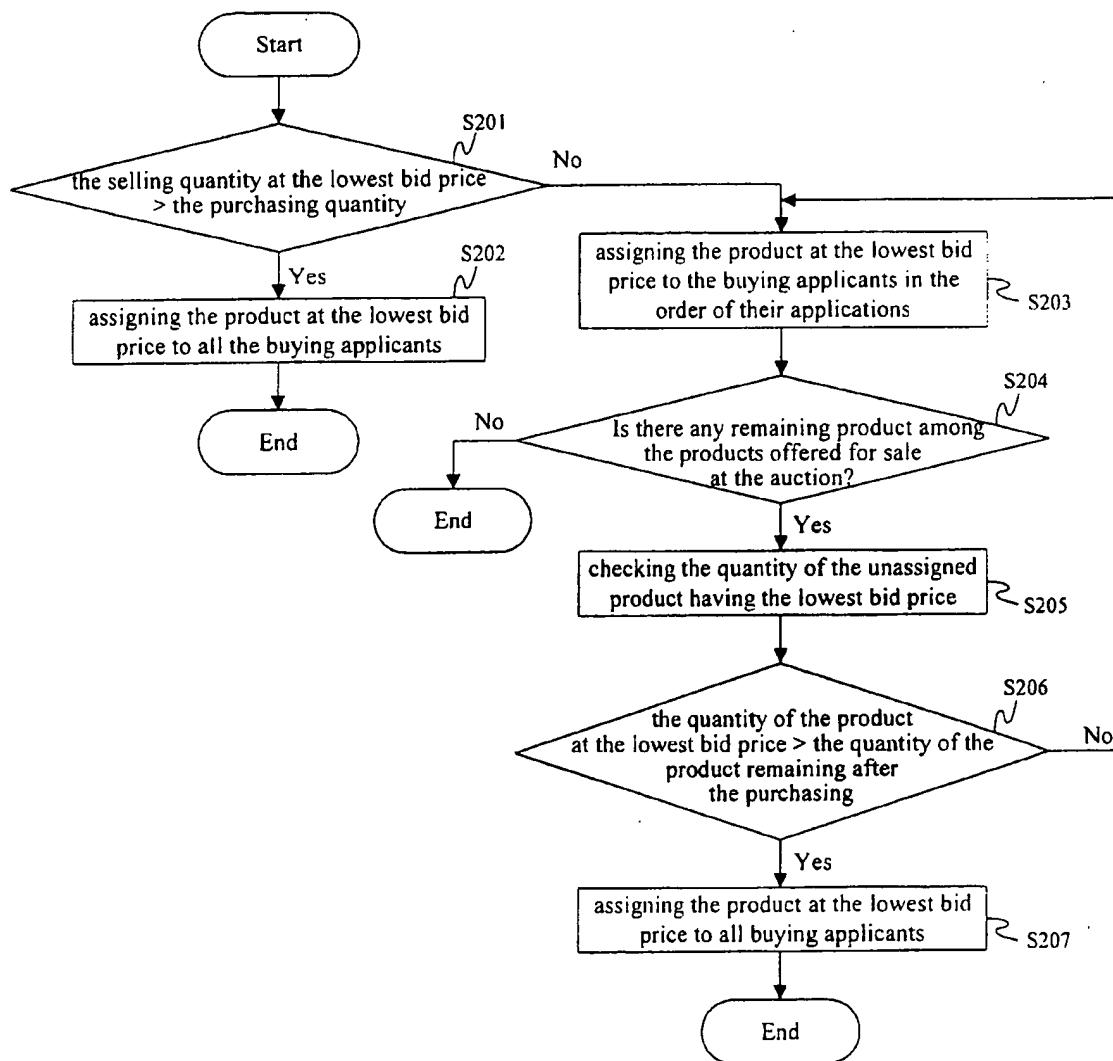 Start
S201
the selling quantity at the lowest bid price
> the purchasing quantity
No
Yes
S202
assigning the product at the lowest bid
price to all the buying applicants
End
assigning the product at the lowest bid
price to the buying applicants in the
order of their applications
S203
S204
No
Is there any remaining product among
the products offered for sale
at the auction?
End
Yes
checking the quantity of the unassigned
product having the lowest bid price
S205
S206
the quantity of the product
at the lowest bid price > the quantity of the
product remaining after
the purchasing
No
Yes
assigning the product at the lowest bid
price to all buying applicants
S207
End